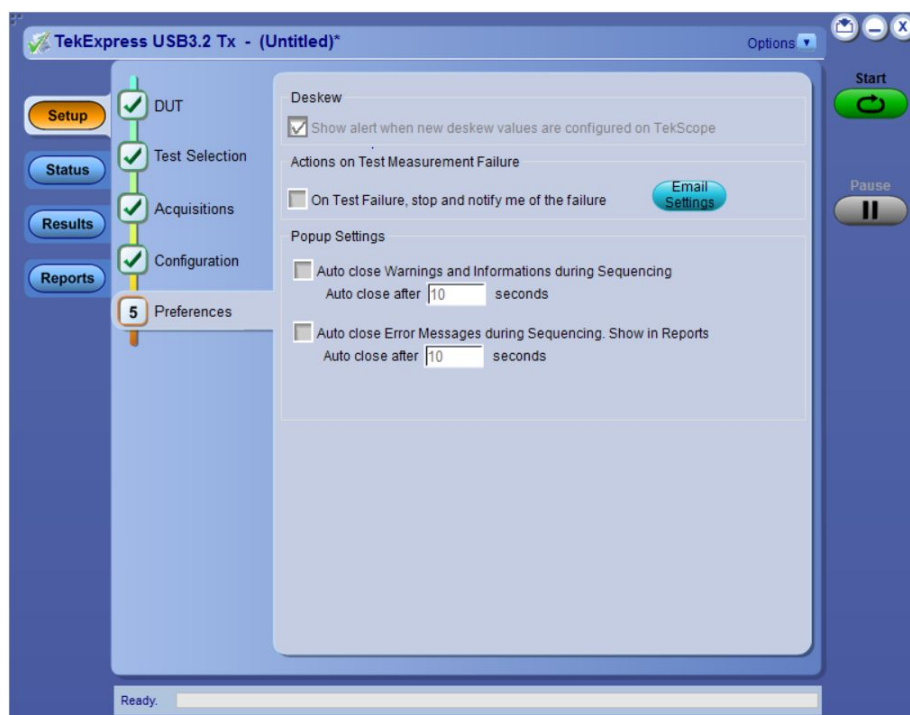 TekExpress USB3.2 Tx - (Untitled)*
Options
X
Setup
Status
Results
Reports
DUT
Test Selection
Acquisitions
Configuration
5 Preferences
Deskew
Show alert when new deskew values are configured on TekScope
Actions on Test Measurement Failure
On Test Failure, stop and notify me of the failure
Email
Settings
Popup Settings
Auto close Warnings and Informations during Sequencing
Auto close after 10 seconds
Auto close Error Messages during Sequencing. Show in Reports
Auto close after 10 seconds
Start
Pause
Ready.